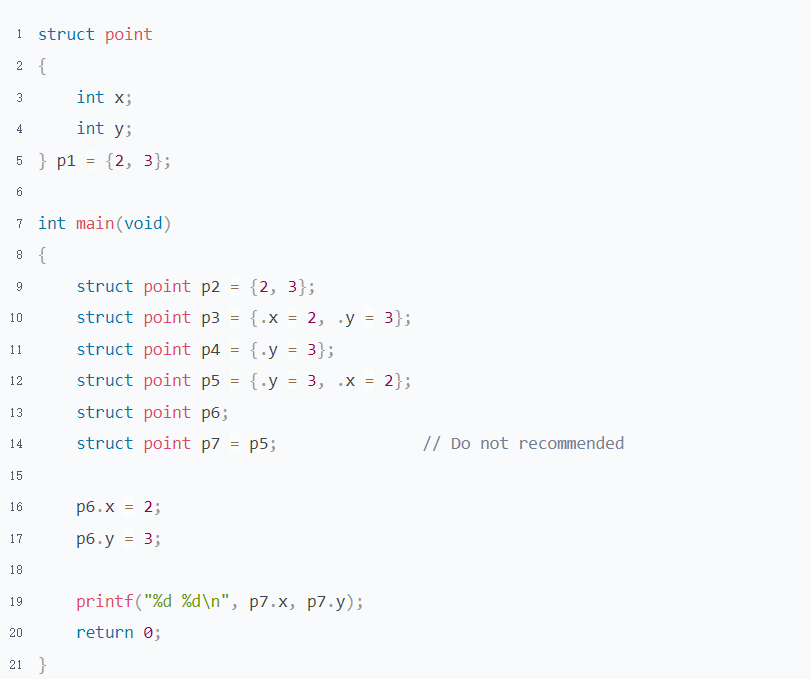 1 struct point
2 {
3     int x;
4     int y;
5 } p1 = {2, 3};
6
7 int main(void)
8 {
9     struct point p2 = {2, 3};
10     struct point p3 = {.x = 2, .y = 3};
11     struct point p4 = {.y = 3};
12     struct point p5 = {.y = 3, .x = 2};
13     struct point p6;
14     struct point p7 = p5;               // Do not recommended
15
16     p6.x = 2;
17     p6.y = 3;
18
19     printf("%d %d\n", p7.x, p7.y);
20     return 0;
21 }